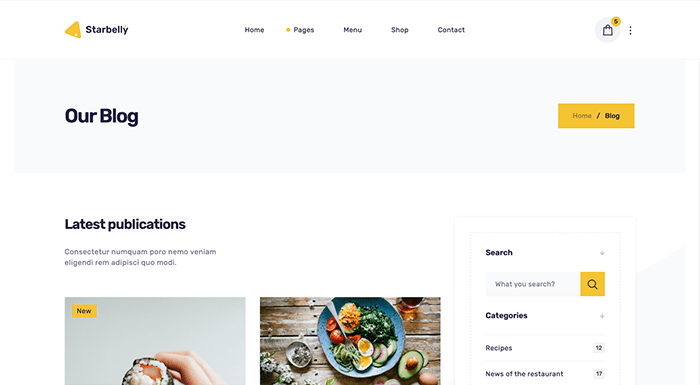 Starbelly
Home
Pages
Menu
Shop
Contact
5
Our Blog
Home / Blog
Latest publications
Consectetur numquam poro nemo veniam
eligendi rem adipisci quo modi.
New
Search
What you search?
Categories
Recipes 12
News of the restaurant 17